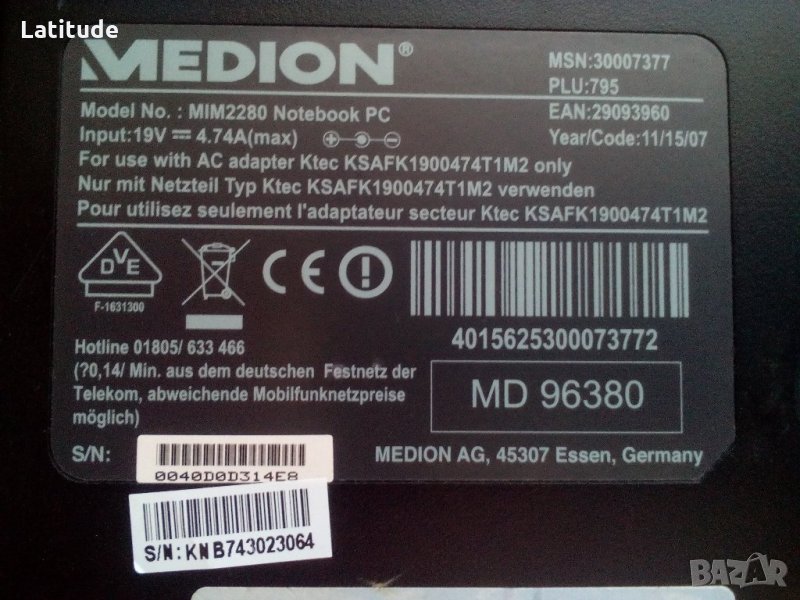 Latitude
MEDION®
MSN:30007377
PLU:795
Model No. : MIM2280 Notebook PC
EAN:29093960
Input:19V 4.74A(max)
Year/Code:11/15/07
For use with AC adapter Ktec KSAFK1900474T1M2 only
Nur mit Netzteil Typ Ktec KSAFK1900474T1M2 verwenden
Pour utilizez seulement l'adaptateur secteur Ktec KSAFK1900474T1M2
DVE
F-1631300
CE
4015625300073772
Hotline 01805/ 633 466
(?0,14/ Min. aus dem deutschen Festnetz der
Telekom, abweichende Mobilfunknetzpreise
möglich)
MD 96380
S/N:
MEDION AG, 45307 Essen, Germany
0040D0D314E8
S/N:KNB743023064
BAZAR